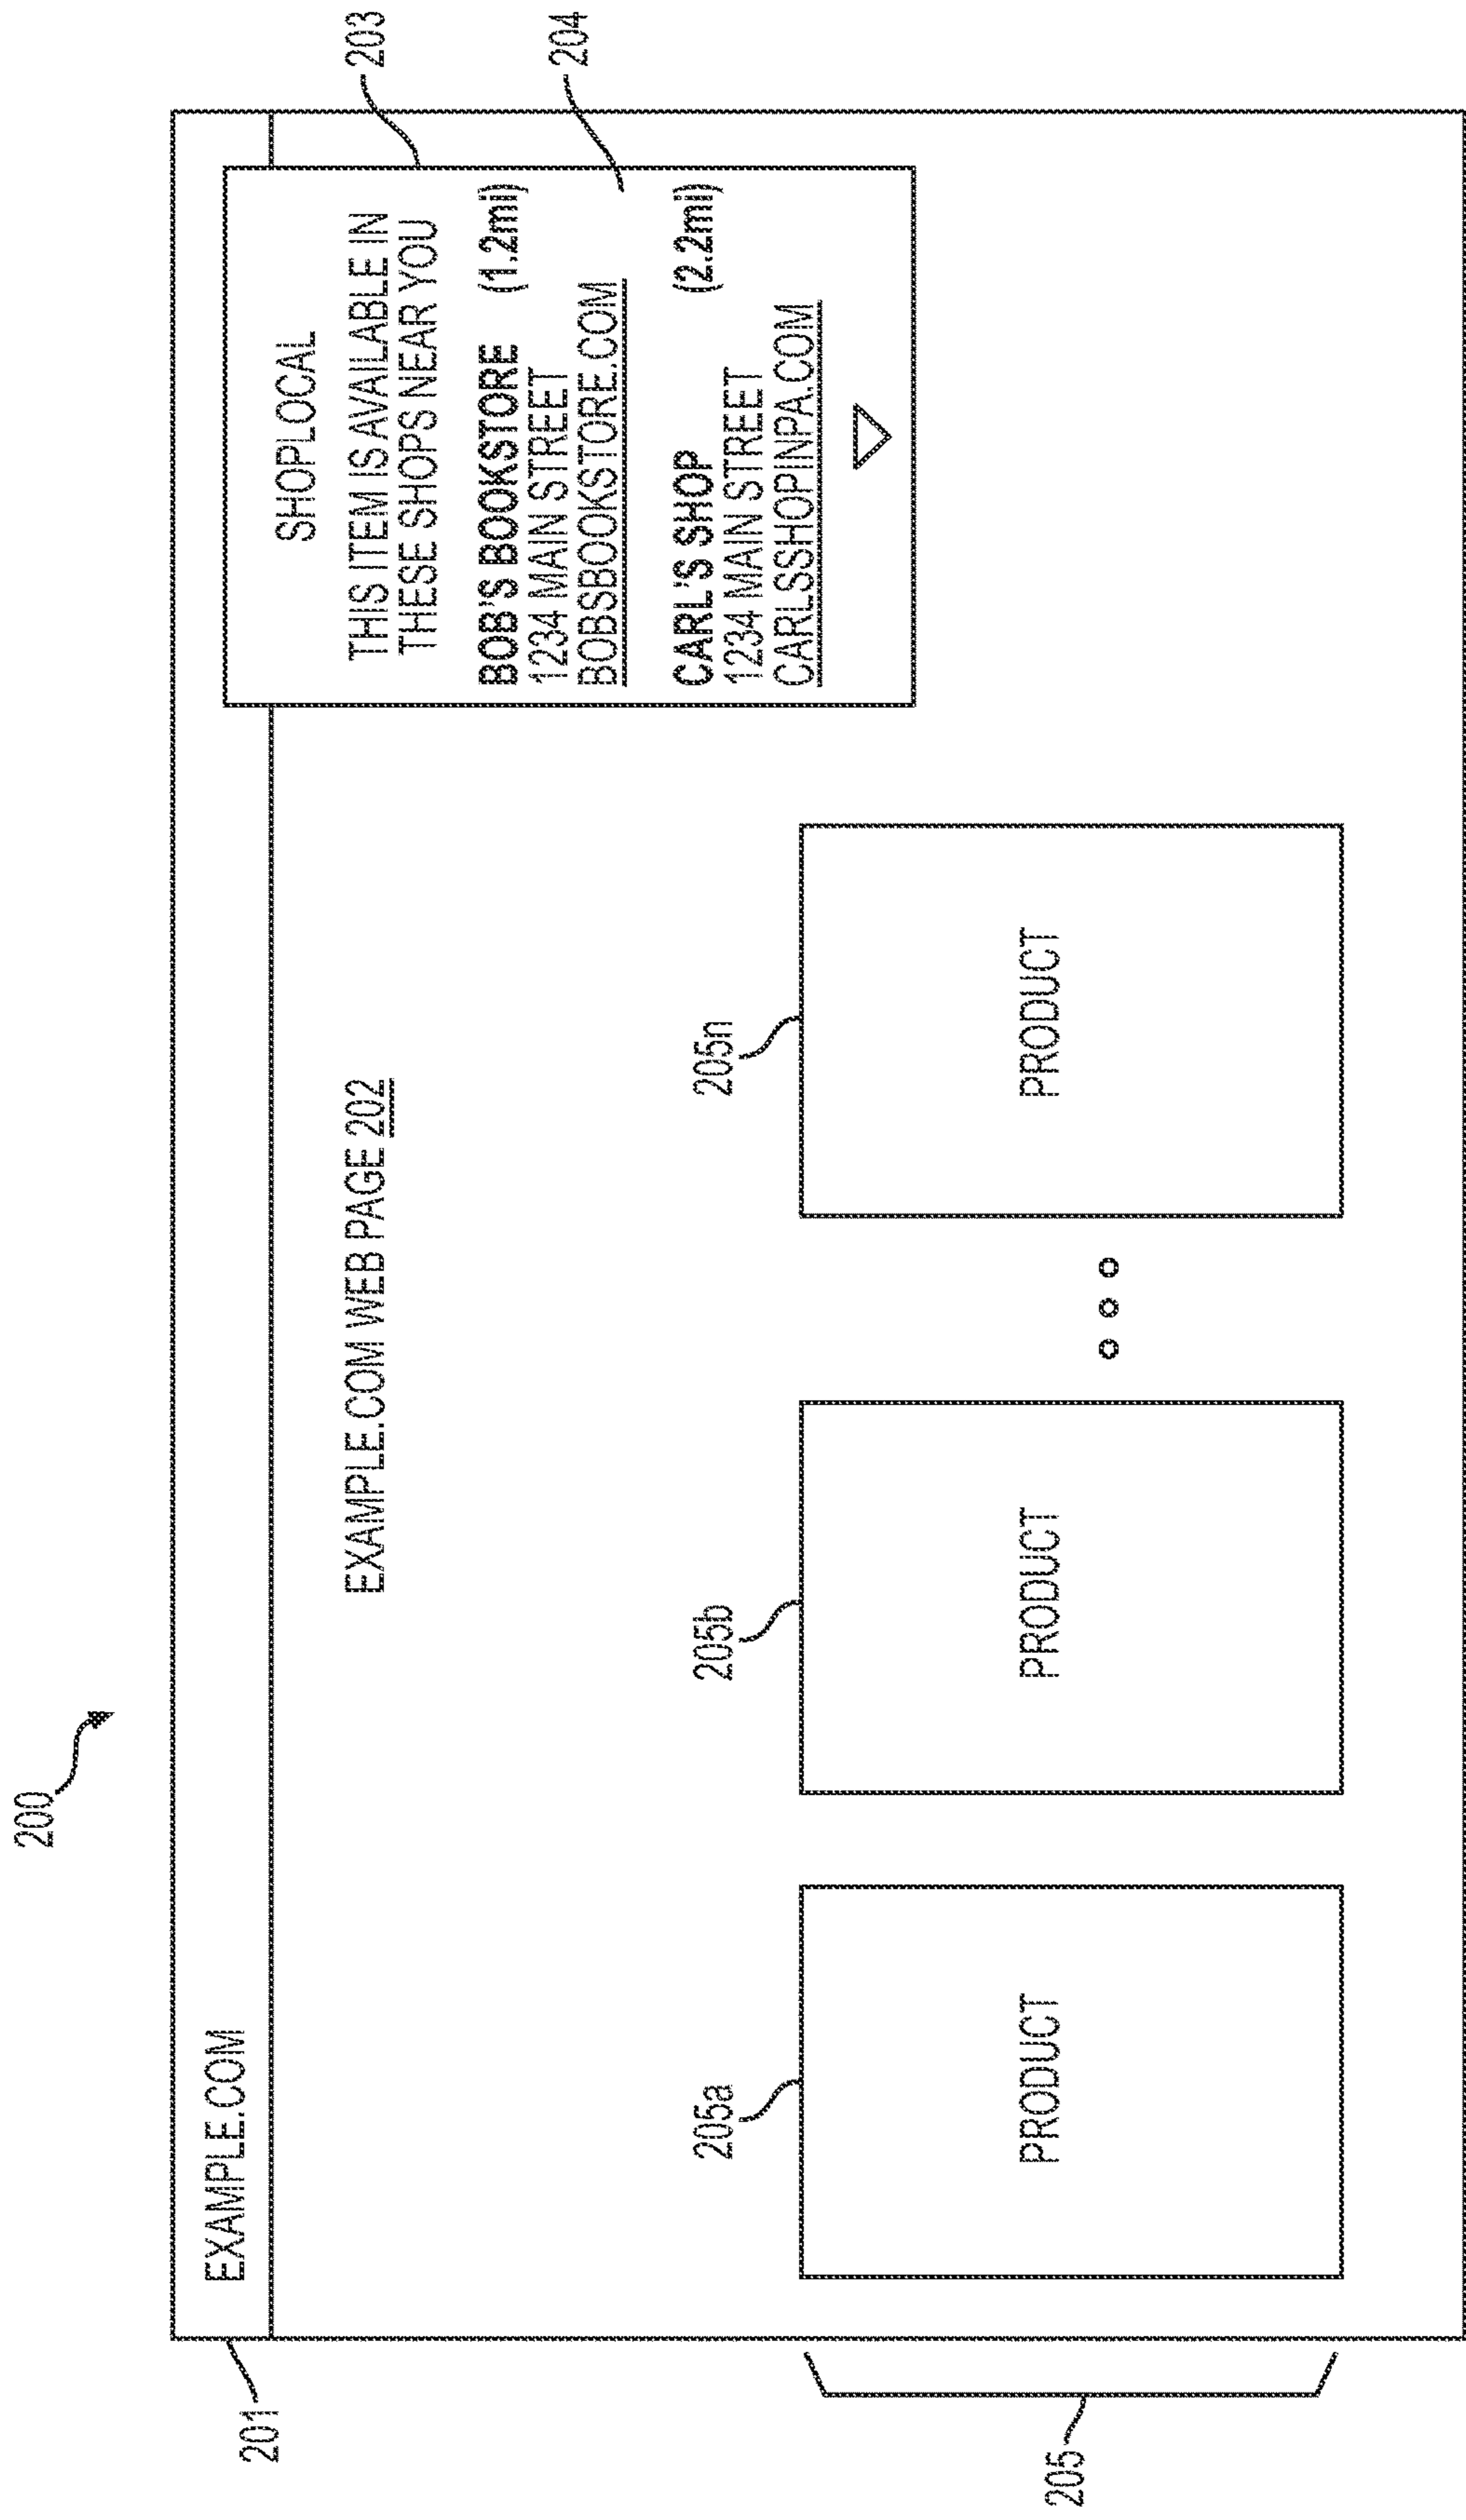 200
201
EXAMPLE.COM
EXAMPLE.COM WEB PAGE 202
SHOPLOCAL
THIS ITEM IS AVAILABLE IN
THESE SHOPS NEAR YOU
203
BOB'S BOOKSTORE (1.2mi)
1234 MAIN STREET
BOBSBOOKSTORE.COM
204
CARL'S SHOP (2.2mi)
1234 MAIN STREET
CARLSSHOPINPA.COM
205a
205b
205n
205
PRODUCT
PRODUCT
PRODUCT